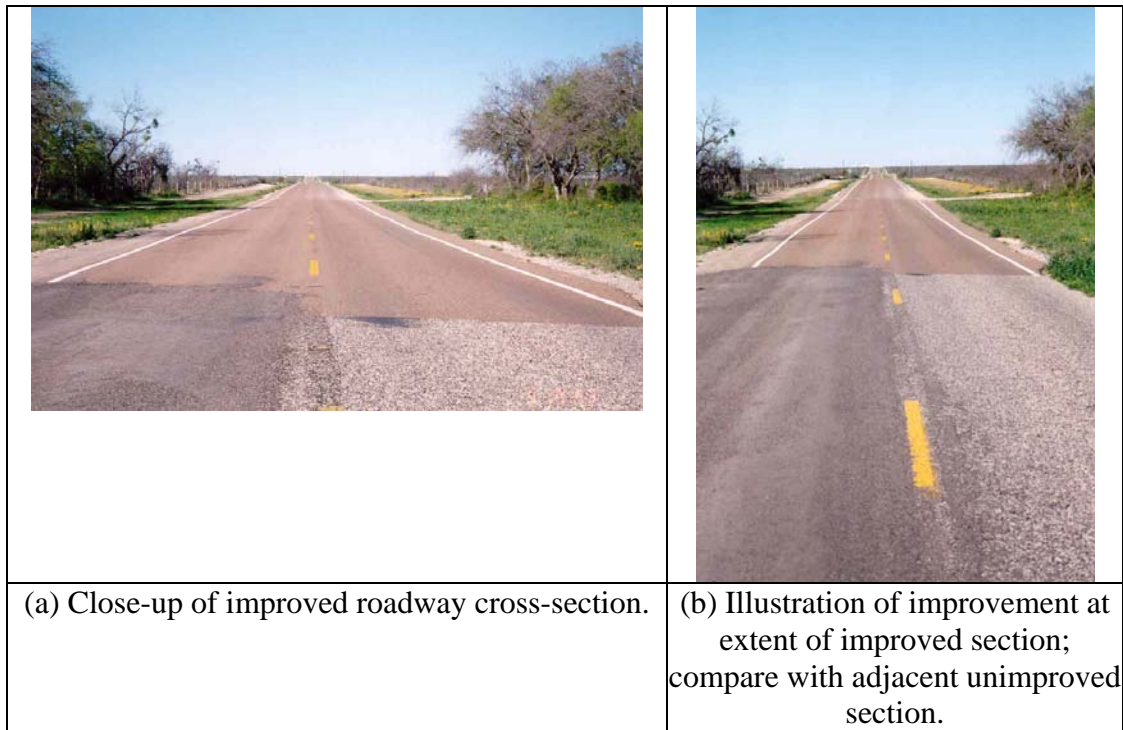 (a) Close-up of improved roadway cross-section.
(b) Illustration of improvement at
extent of improved section;
compare with adjacent unimproved
section.